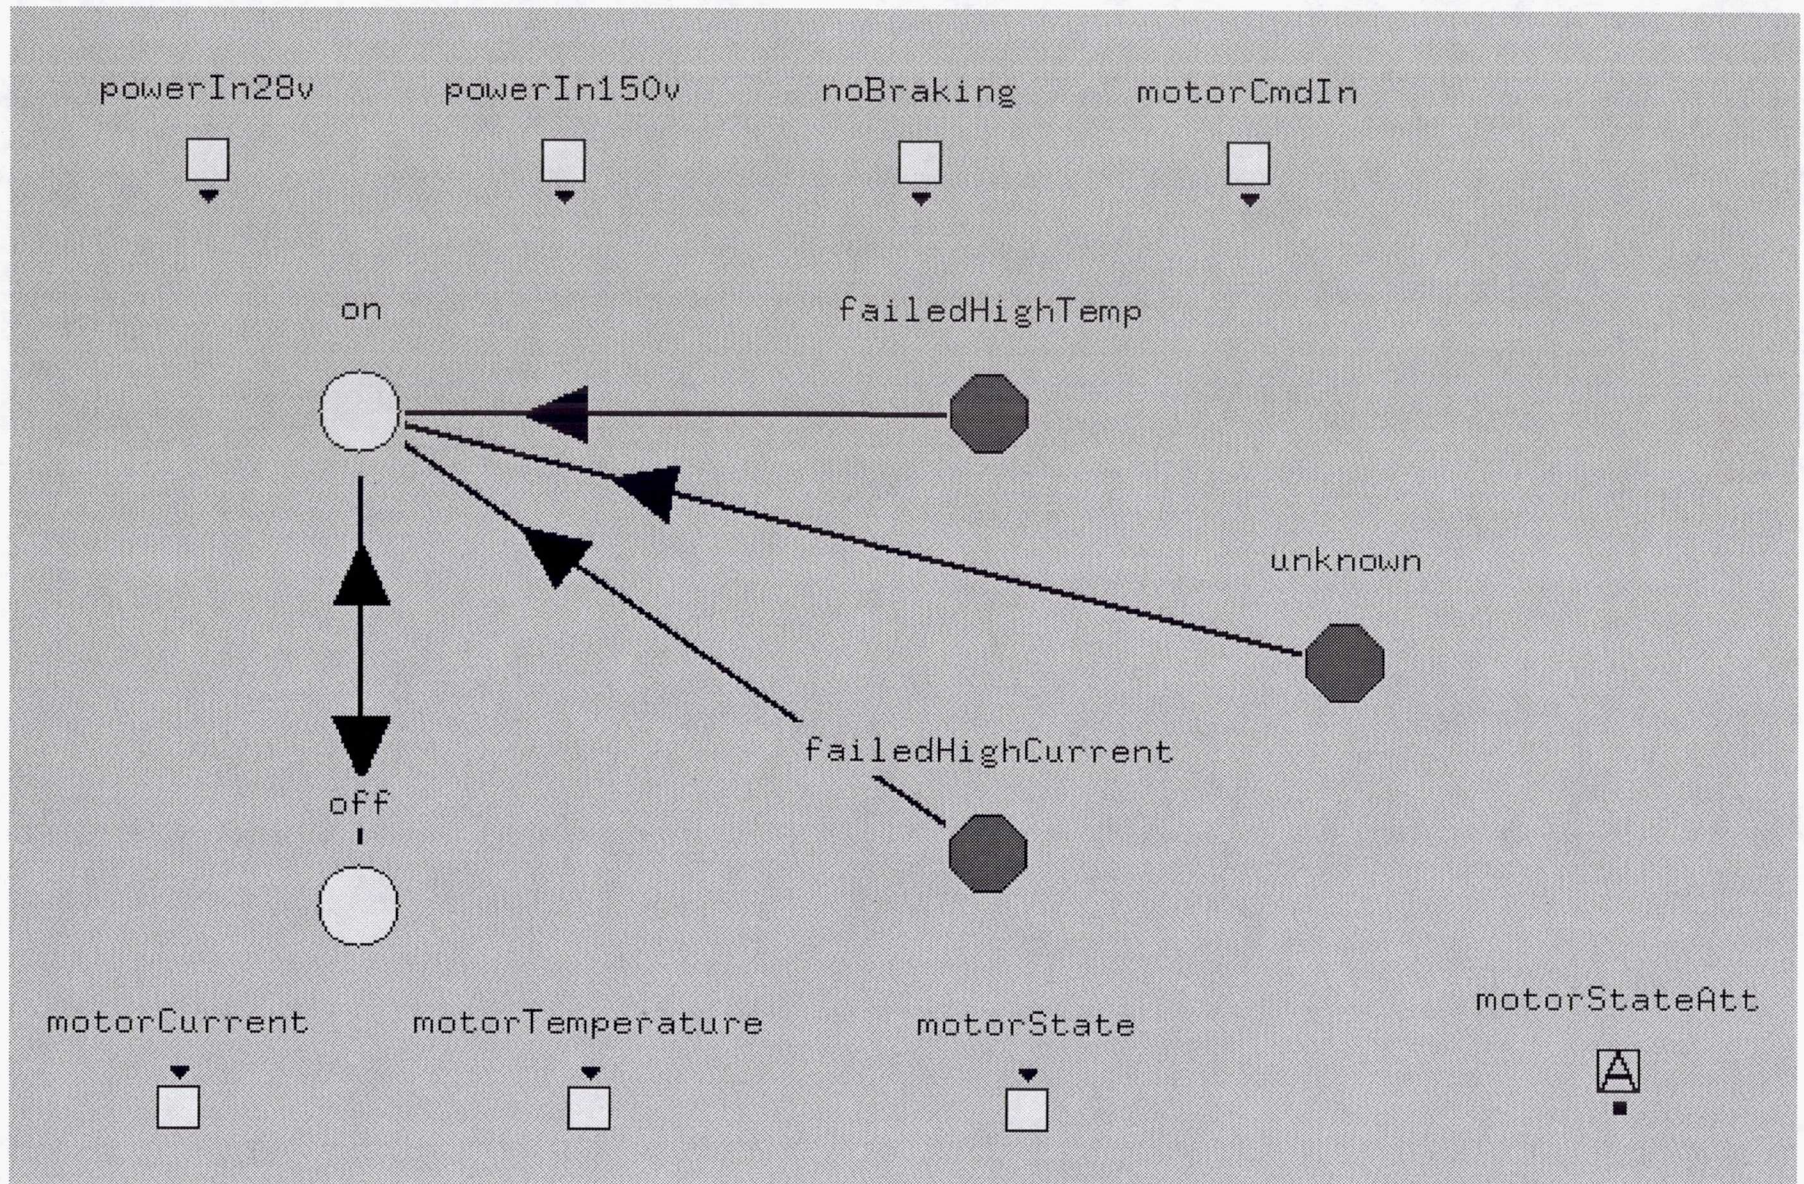 powerIn28v
powerIn150v
noBraking
motorCmdIn
on
failedHighTemp
unknown
failedHighCurrent
off
motorStateAtt
motorCurrent
motorTemperature
motorState
A